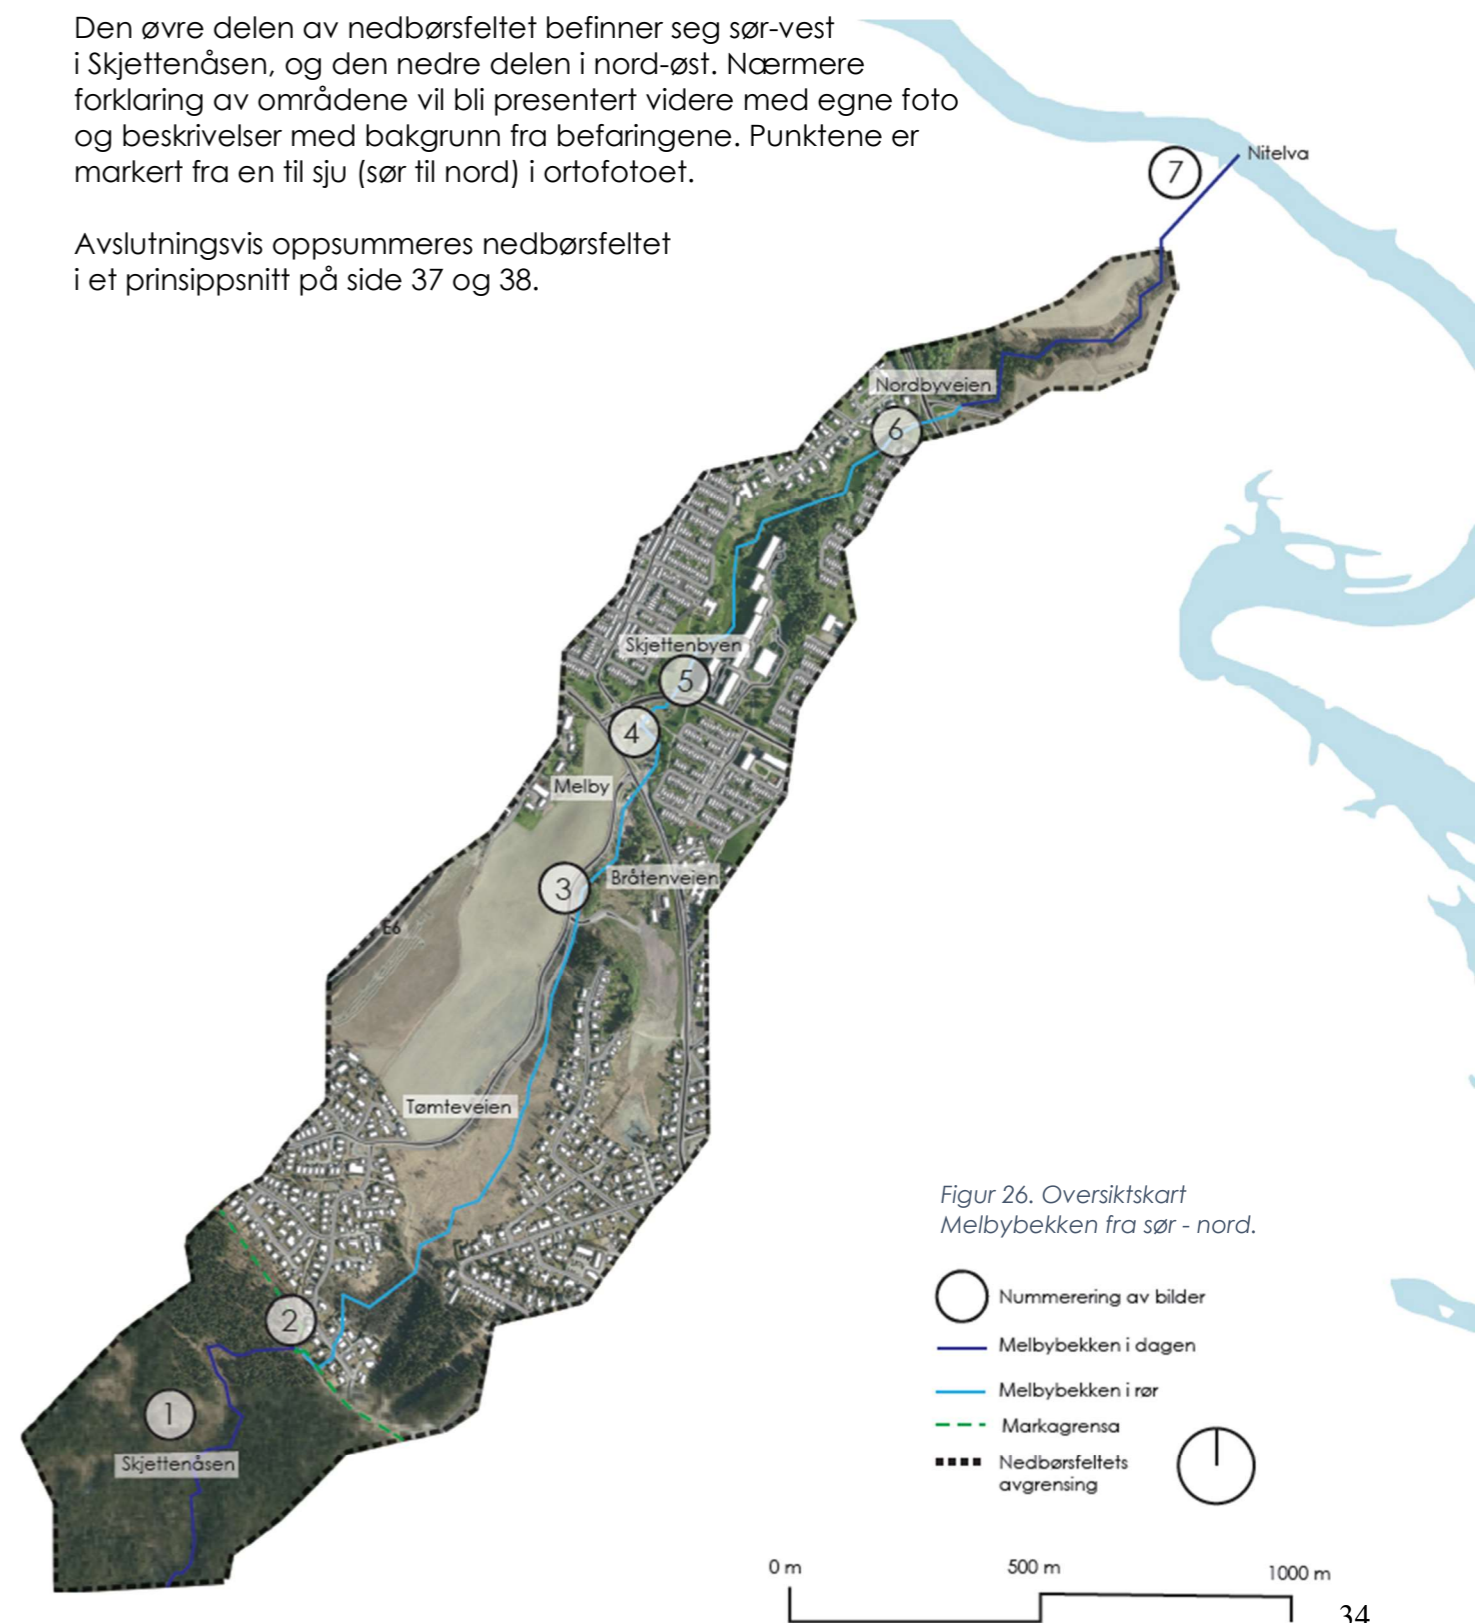 Den øvre delen av nedbørsfeltet befinner seg sør-vest
i Skjettenåsen, og den nedre delen i nord-øst. Nærmere
forklaring av områdene vil bli presentert videre med egne foto
og beskrivelser med bakgrunn fra befaringene. Punktene er
markert fra en til sju (sør til nord) i ortofotoet.
Avslutningsvis oppsummeres nedbørsfeltet
i et prinsippsnitt på side 37 og 38.
Nitelva
7
Nordbyveien
6
Skjettenbyen
5
4
Melby
3
Bråtenveien
E6
Tømteveien
2
1
Skjettenåsen
Figur 26. Oversiktskart
Melbybekken fra sør - nord.
Nummerering av bilder
Melbybekken i dagen
Melbybekken i rør
Markagrensa
Nedbørsfeltets
avgrensing
0 m
500 m
1000 m
34